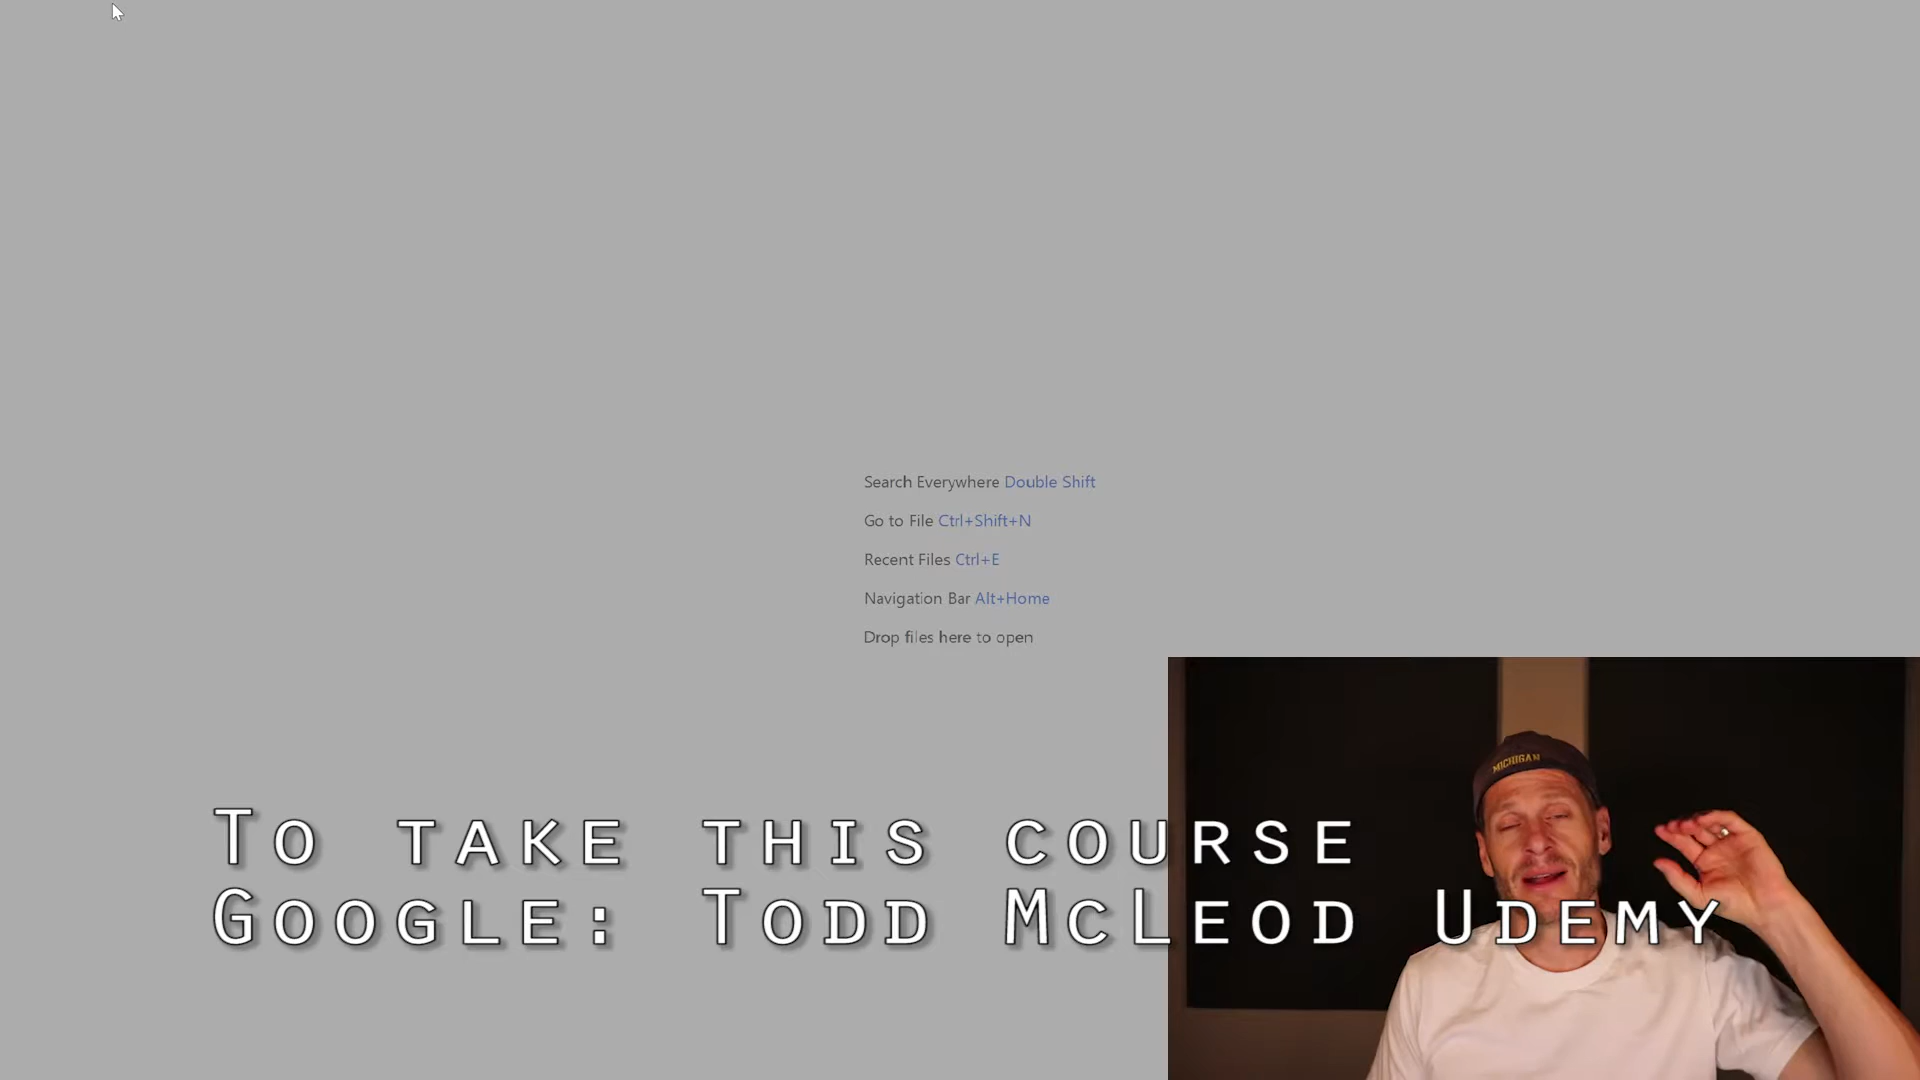 Search Everywhere Double Shift
Go to File Ctrl+Shift+N
Recent Files Ctrl+E
Navigation Bar Alt+Home
Drop files here to open
MICHIGAN
To take this course
Google: Todd McLeod Udemy